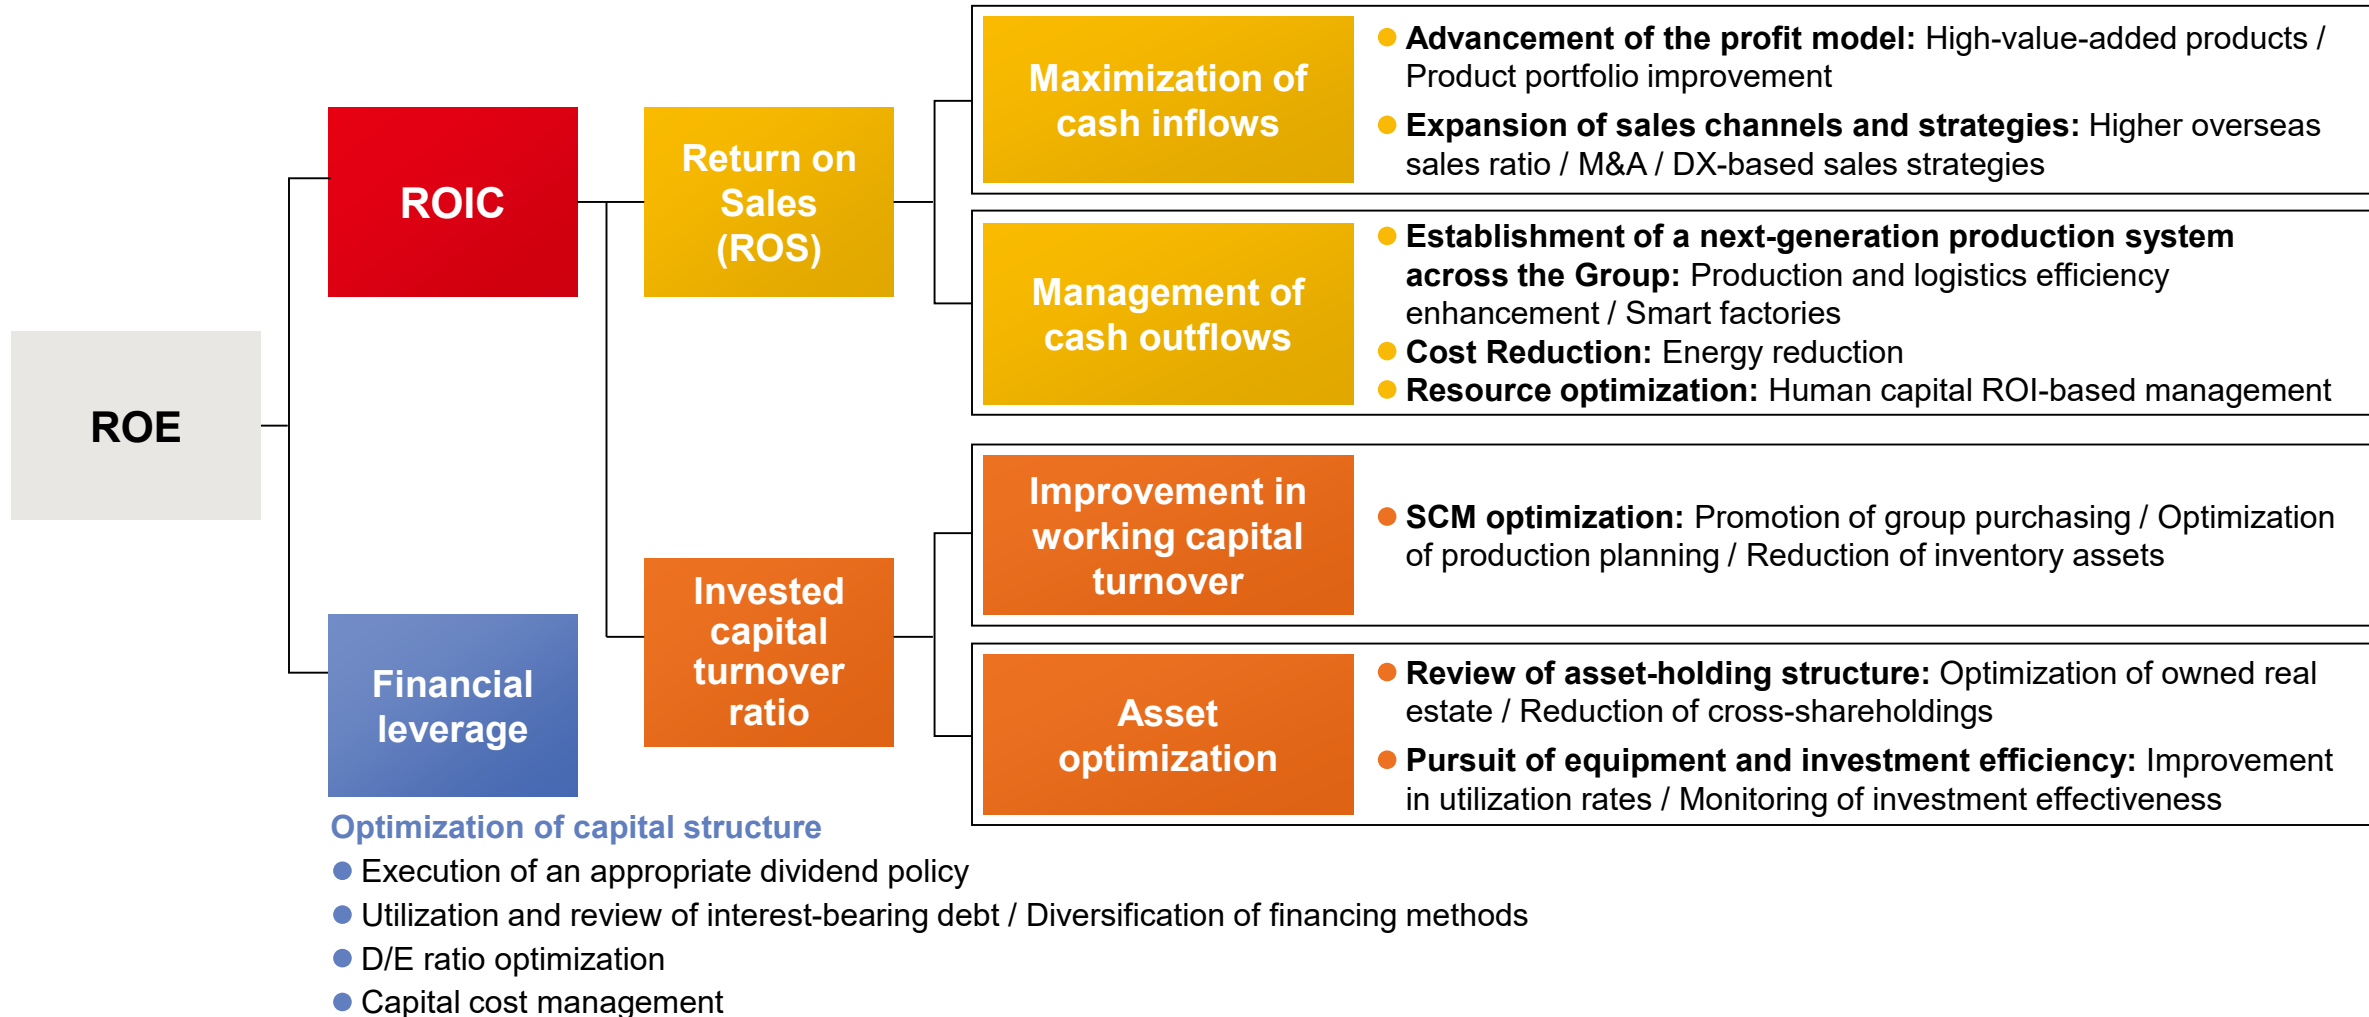 ROE
ROIC
Financial
leverage
Optimization of capital structure
Execution of an appropriate dividend policy
Utilization and review of interest-bearing debt / Diversification of financing methods
D/E ratio optimization
Capital cost management
Return on
Sales
(ROS)
Invested
capital
turnover
ratio
Maximization of
cash inflows
Advancement of the profit model: High-value-added products /
Product portfolio improvement
Expansion of sales channels and strategies: Higher overseas
sales ratio / M&A / DX-based sales strategies
Management of
cash outflows
Establishment of a next-generation production system
across the Group: Production and logistics efficiency
enhancement / Smart factories
Cost Reduction: Energy reduction
Resource optimization: Human capital ROI-based management
Improvement in
working capital
turnover
SCM optimization: Promotion of group purchasing / Optimization
of production planning / Reduction of inventory assets
Asset
optimization
Review of asset-holding structure: Optimization of owned real
estate / Reduction of cross-shareholdings
Pursuit of equipment and investment efficiency: Improvement
in utilization rates / Monitoring of investment effectiveness